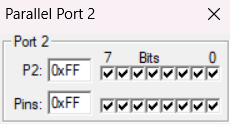 Parallel Port 2
Port 2
7 Bits 0
P2: 0xFF
Pins: 0xFF